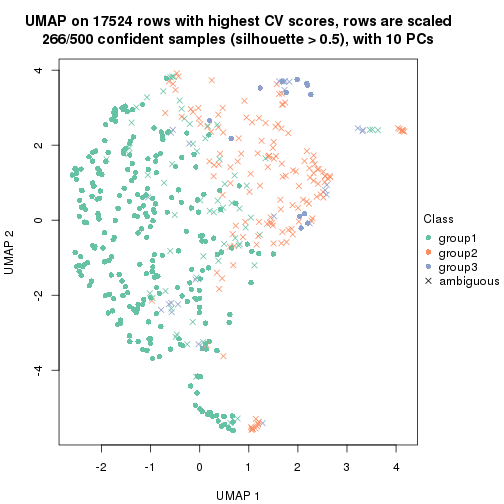 UMAP on 17524 rows with highest CV scores, rows are scaled
266/500 confident samples (silhouette > 0.5), with 10 PCs
4
2
0
-2
-4
UMAP 2
-2
-1
0
1
2
3
4
UMAP 1
Class
group1
group2
group3
ambiguous